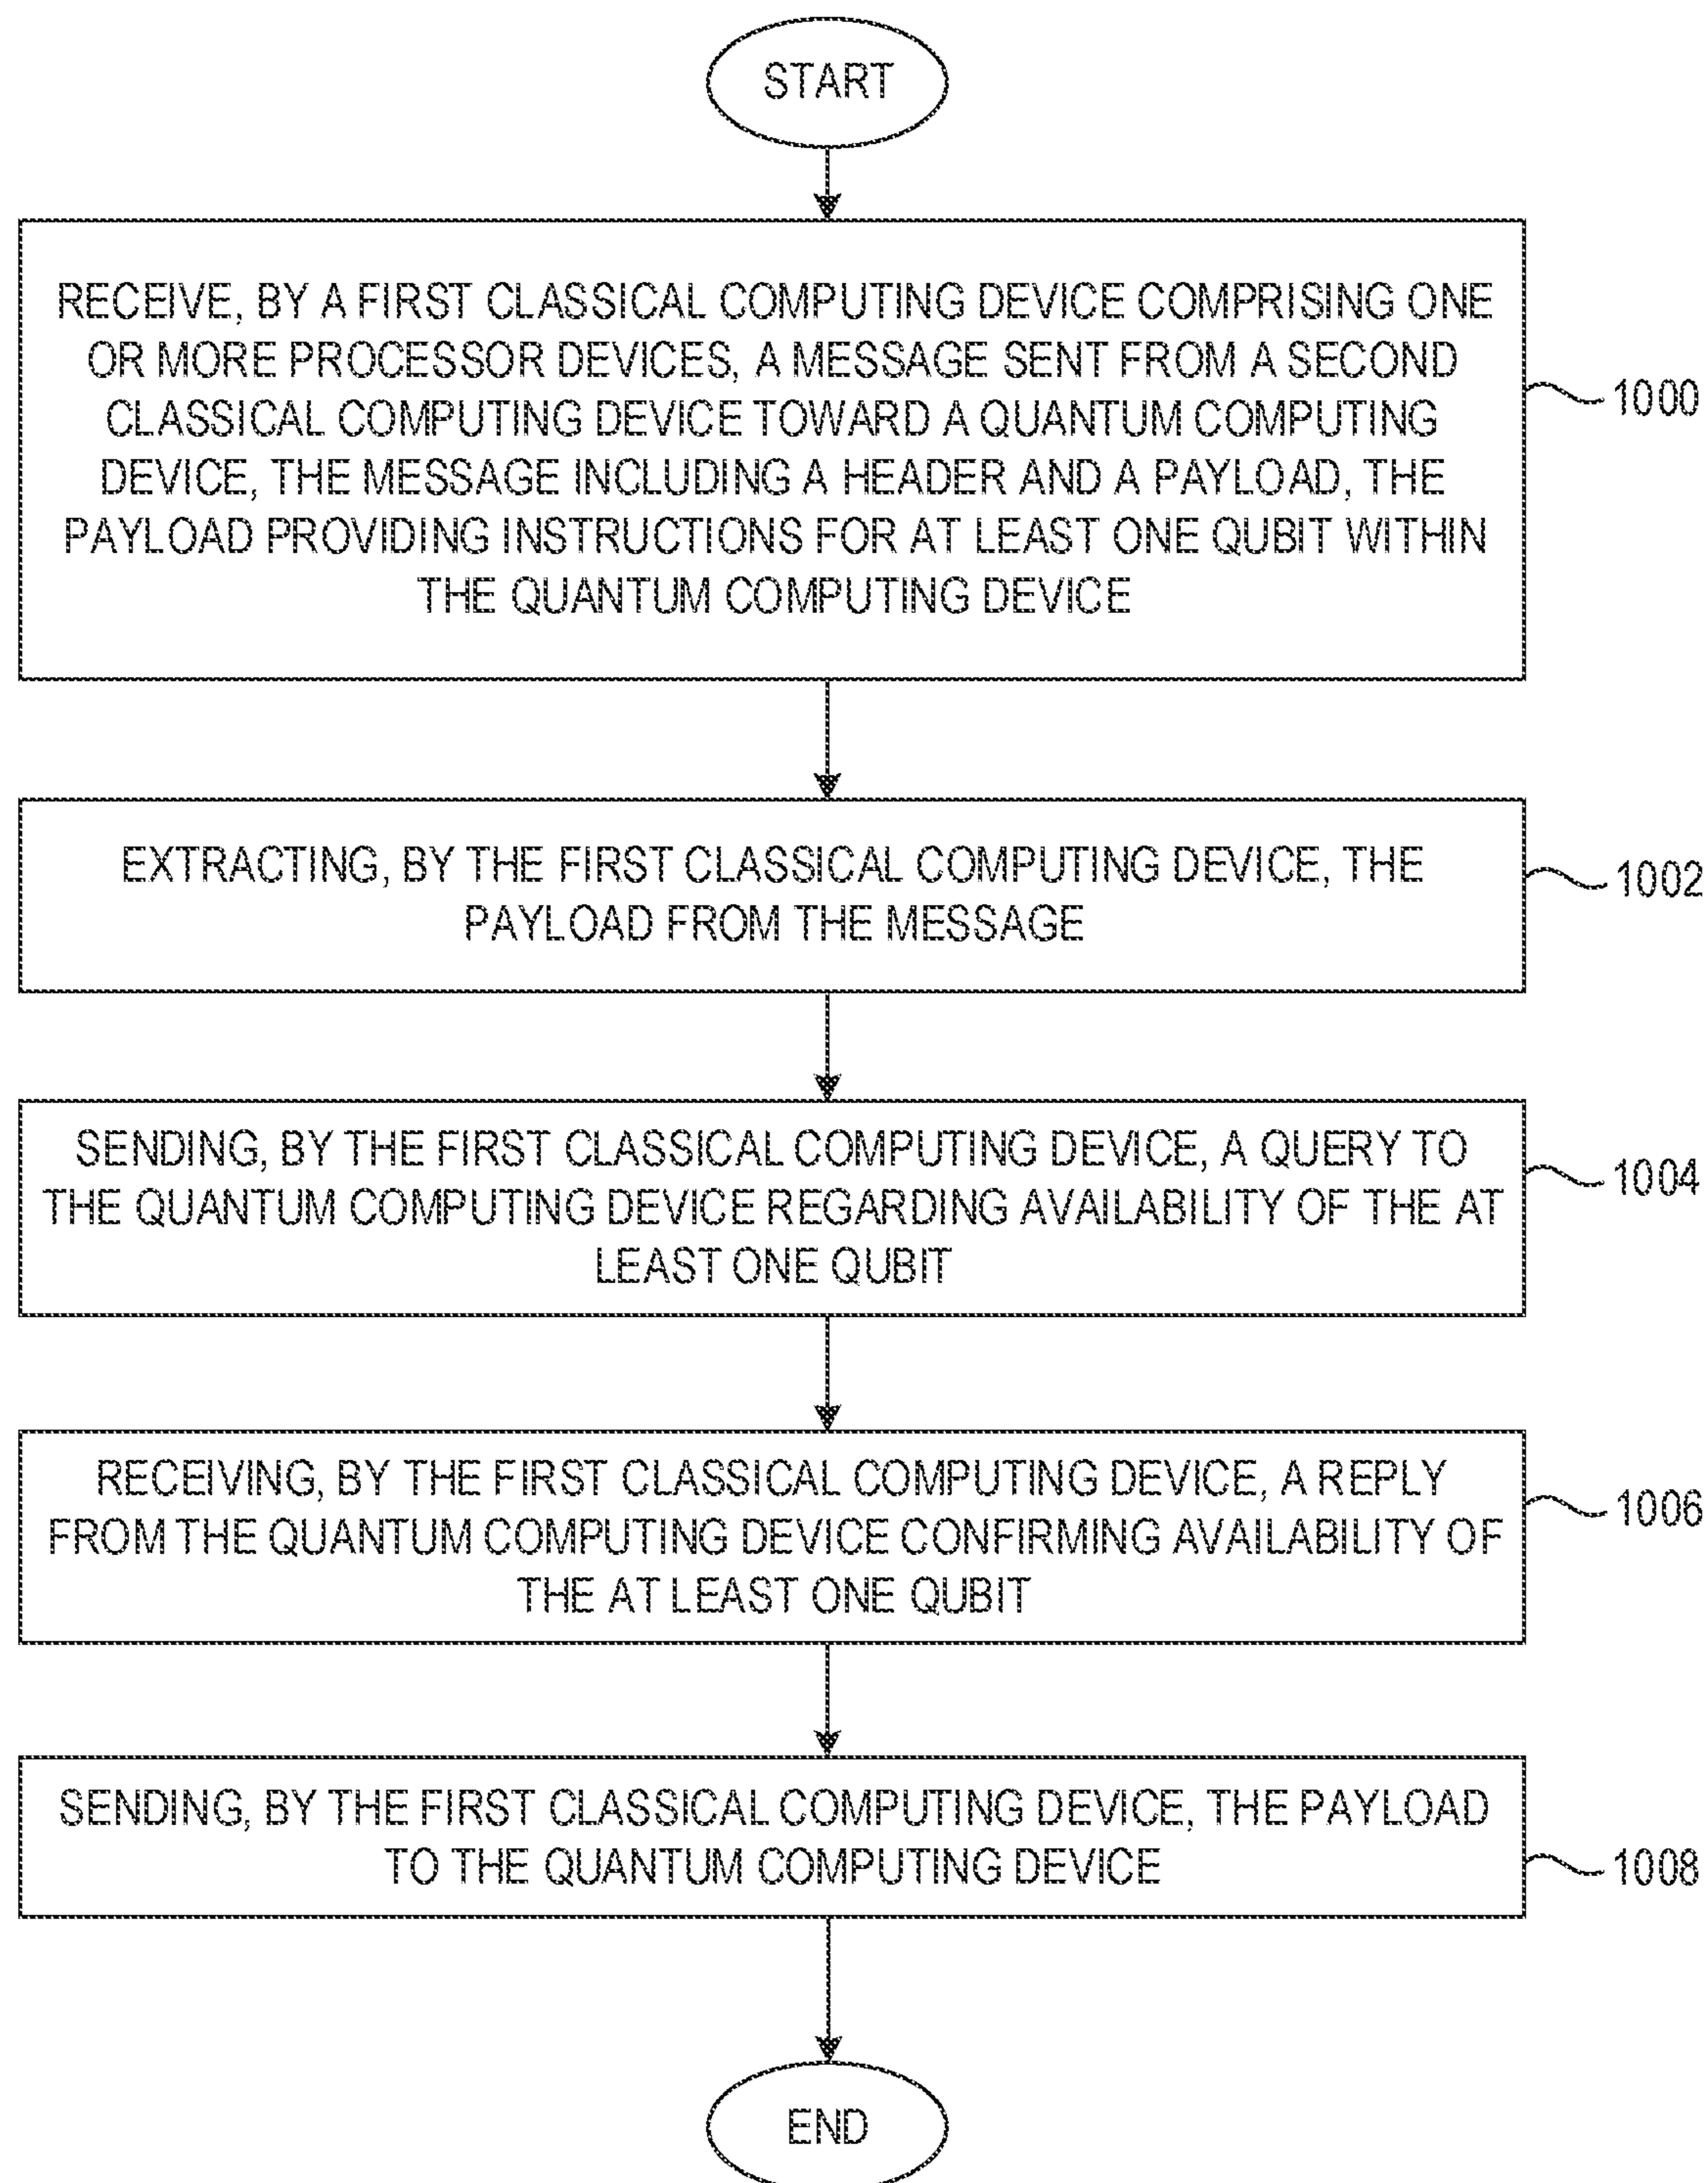 START
RECEIVE, BY A FIRST CLASSICAL COMPUTING DEVICE COMPRISING ONE
OR MORE PROCESSOR DEVICES, A MESSAGE SENT FROM A SECOND
CLASSICAL COMPUTING DEVICE TOWARD A QUANTUM COMPUTING
DEVICE, THE MESSAGE INCLUDING A HEADER AND A PAYLOAD, THE
PAYLOAD PROVIDING INSTRUCTIONS FOR AT LEAST ONE QUBIT WITHIN
THE QUANTUM COMPUTING DEVICE
1000
EXTRACTING, BY THE FIRST CLASSICAL COMPUTING DEVICE, THE
PAYLOAD FROM THE MESSAGE
1002
SENDING, BY THE FIRST CLASSICAL COMPUTING DEVICE, A QUERY TO
THE QUANTUM COMPUTING DEVICE REGARDING AVAILABILITY OF THE AT
LEAST ONE QUBIT
1004
RECEIVING, BY THE FIRST CLASSICAL COMPUTING DEVICE, A REPLY
FROM THE QUANTUM COMPUTING DEVICE CONFIRMING AVAILABILITY OF
THE AT LEAST ONE QUBIT
1006
SENDING, BY THE FIRST CLASSICAL COMPUTING DEVICE, THE PAYLOAD
TO THE QUANTUM COMPUTING DEVICE
1008
END